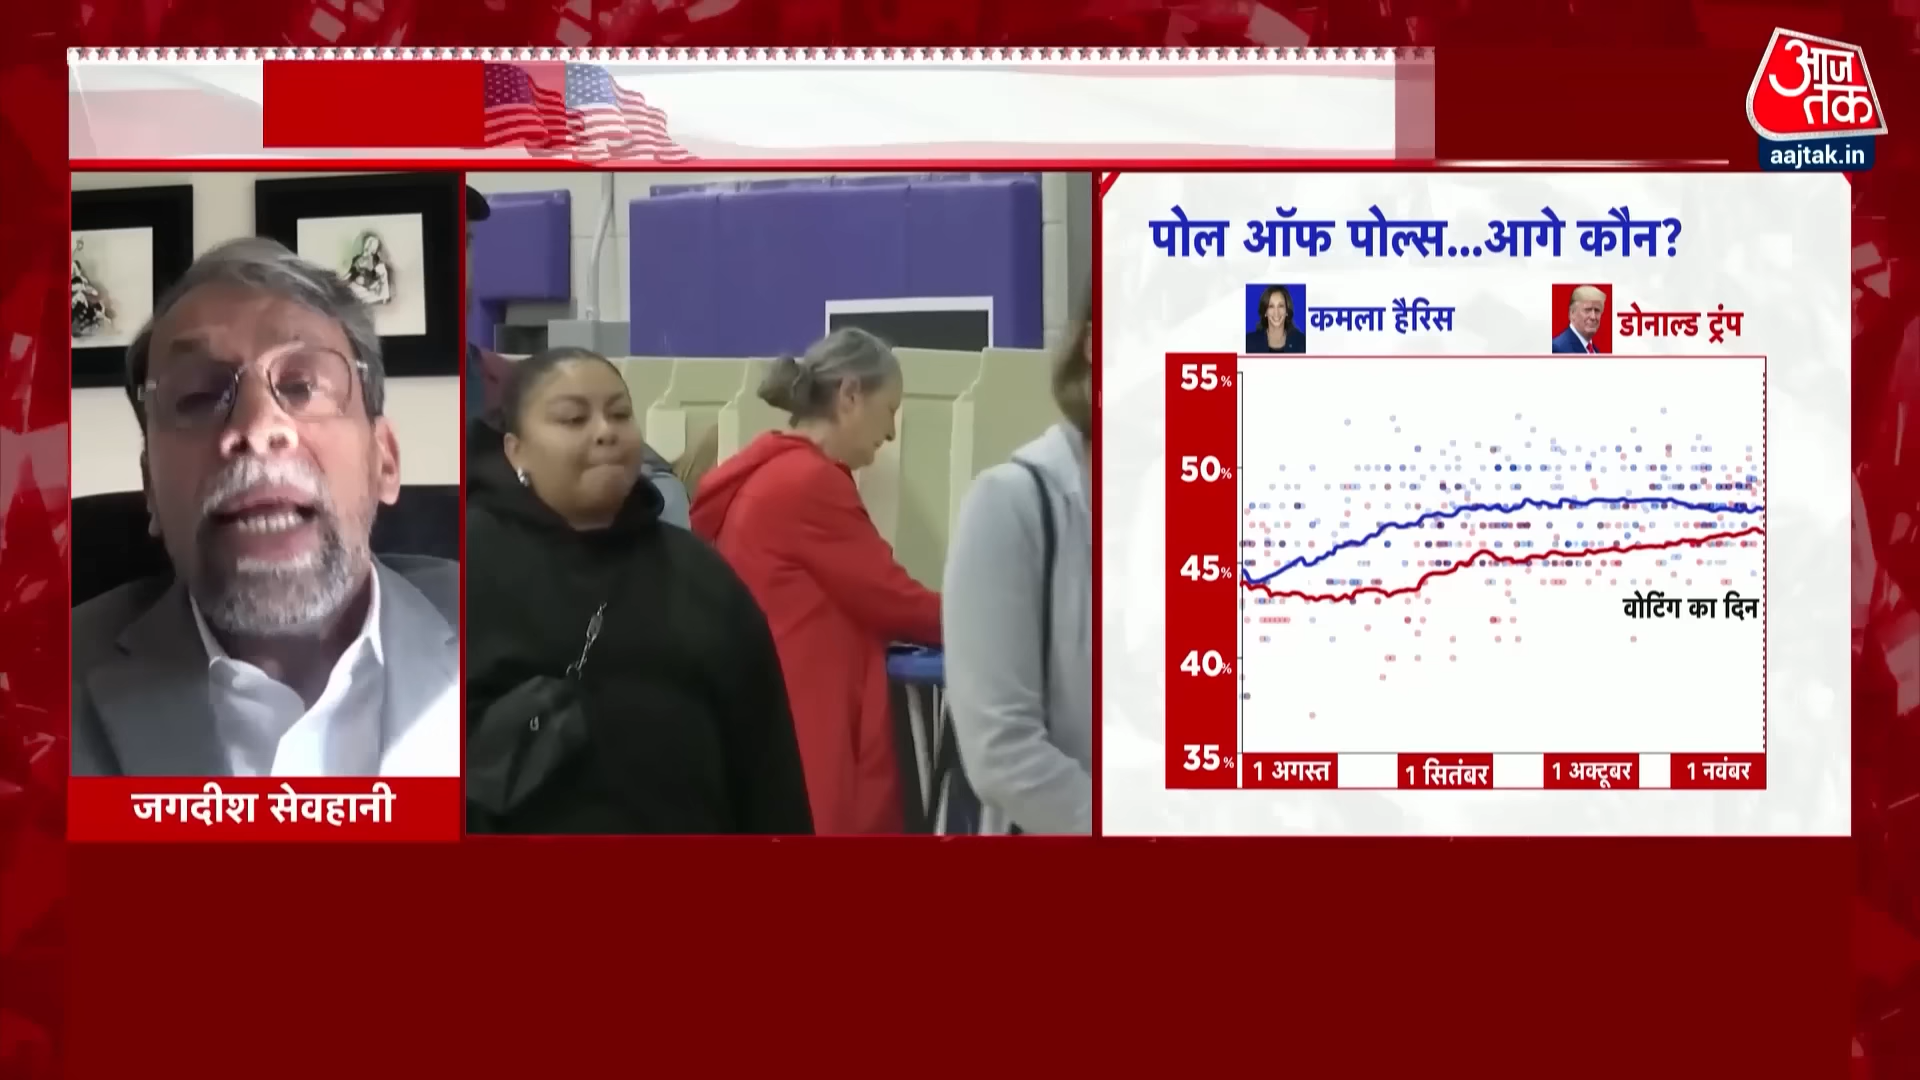 आज
तक
aajtak.in
पोल ऑफ पोल्स...आगे कौन?
कमला हैरिस
डोनाल्ड ट्रंप
55%
50%
45%
40%
35%
वोटिंग का दिन
1 अगस्त
1 सितंबर
1 अक्टूबर
1 नवंबर
जगदीश सेवहानी